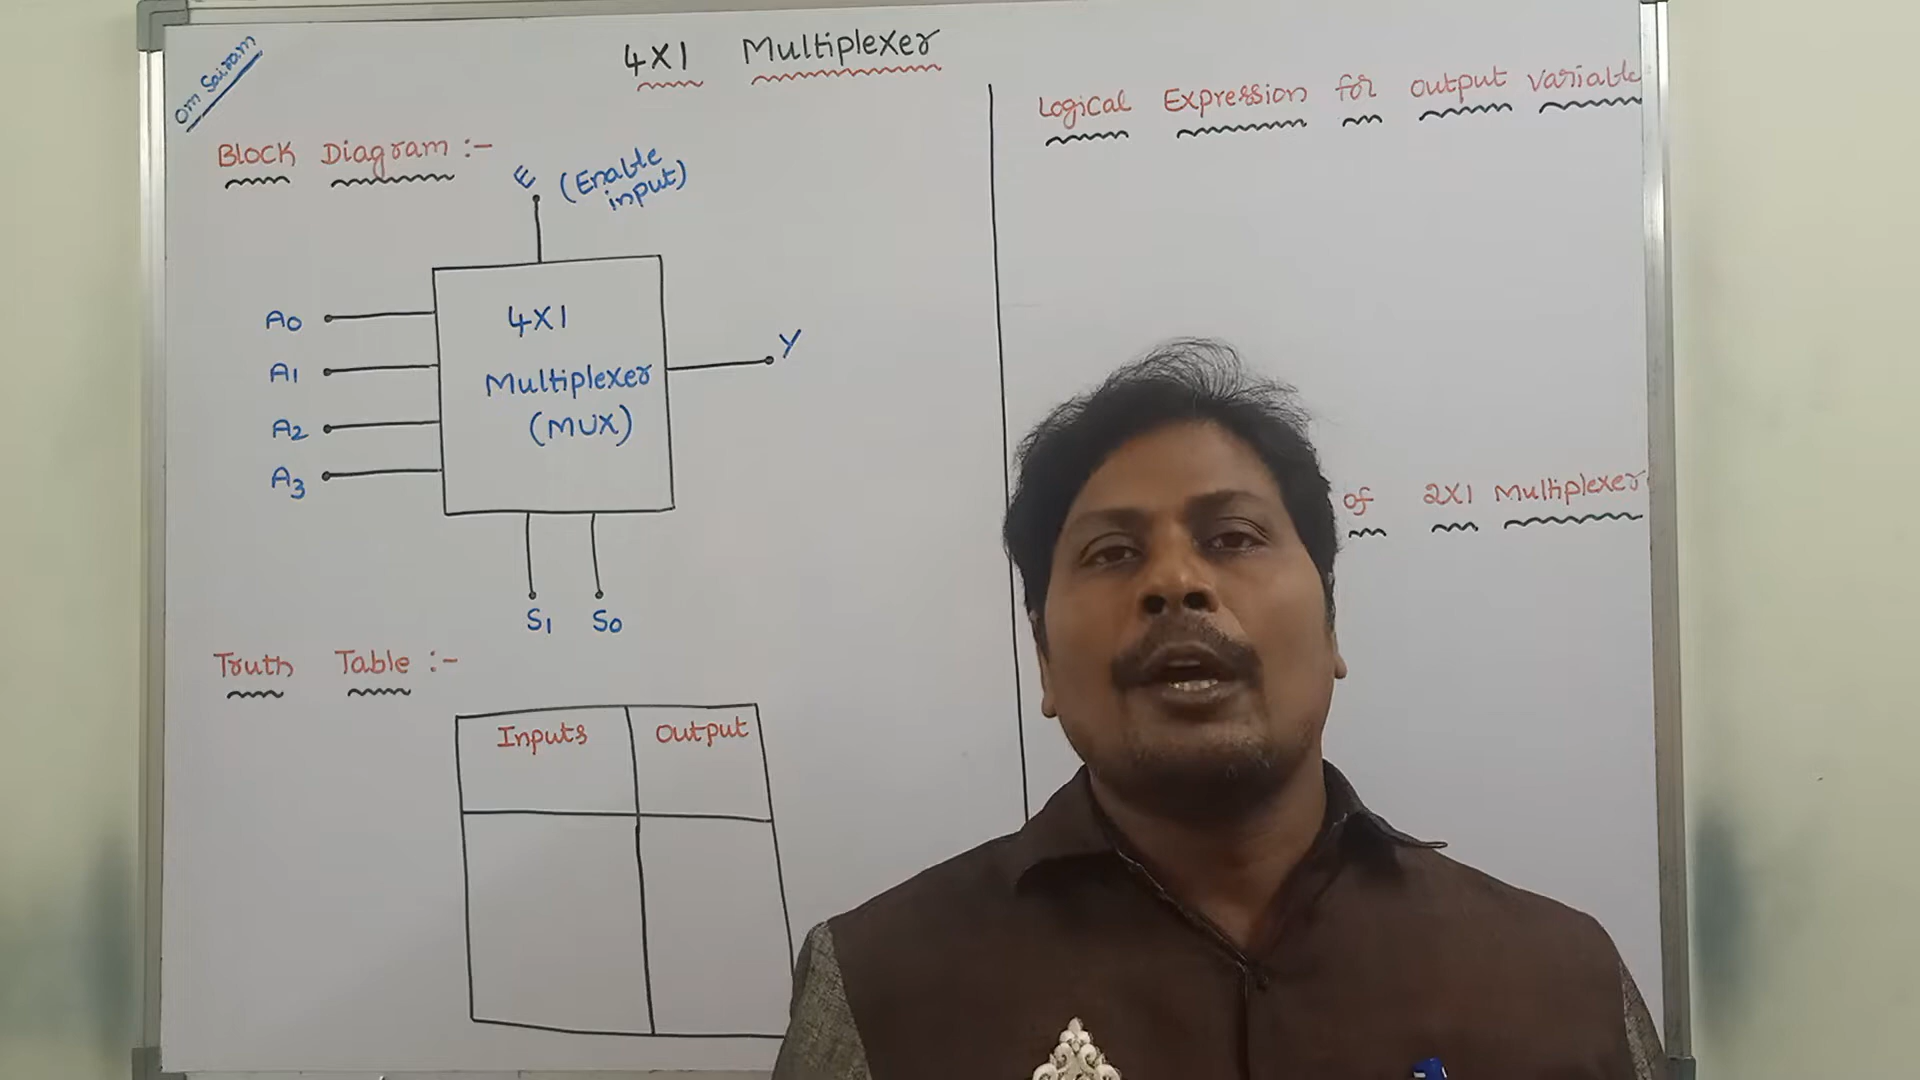 Om Sairam
4X1 Multiplexer
Block Diagram :-
E (Enable
input)
A0
A1
A2
A3
4X1
Multiplexer
(MUX)
Y
S1 S0
Truth Table :-
Inputs Output
Logical Expression for output variable
of 2X1 Multiplexer